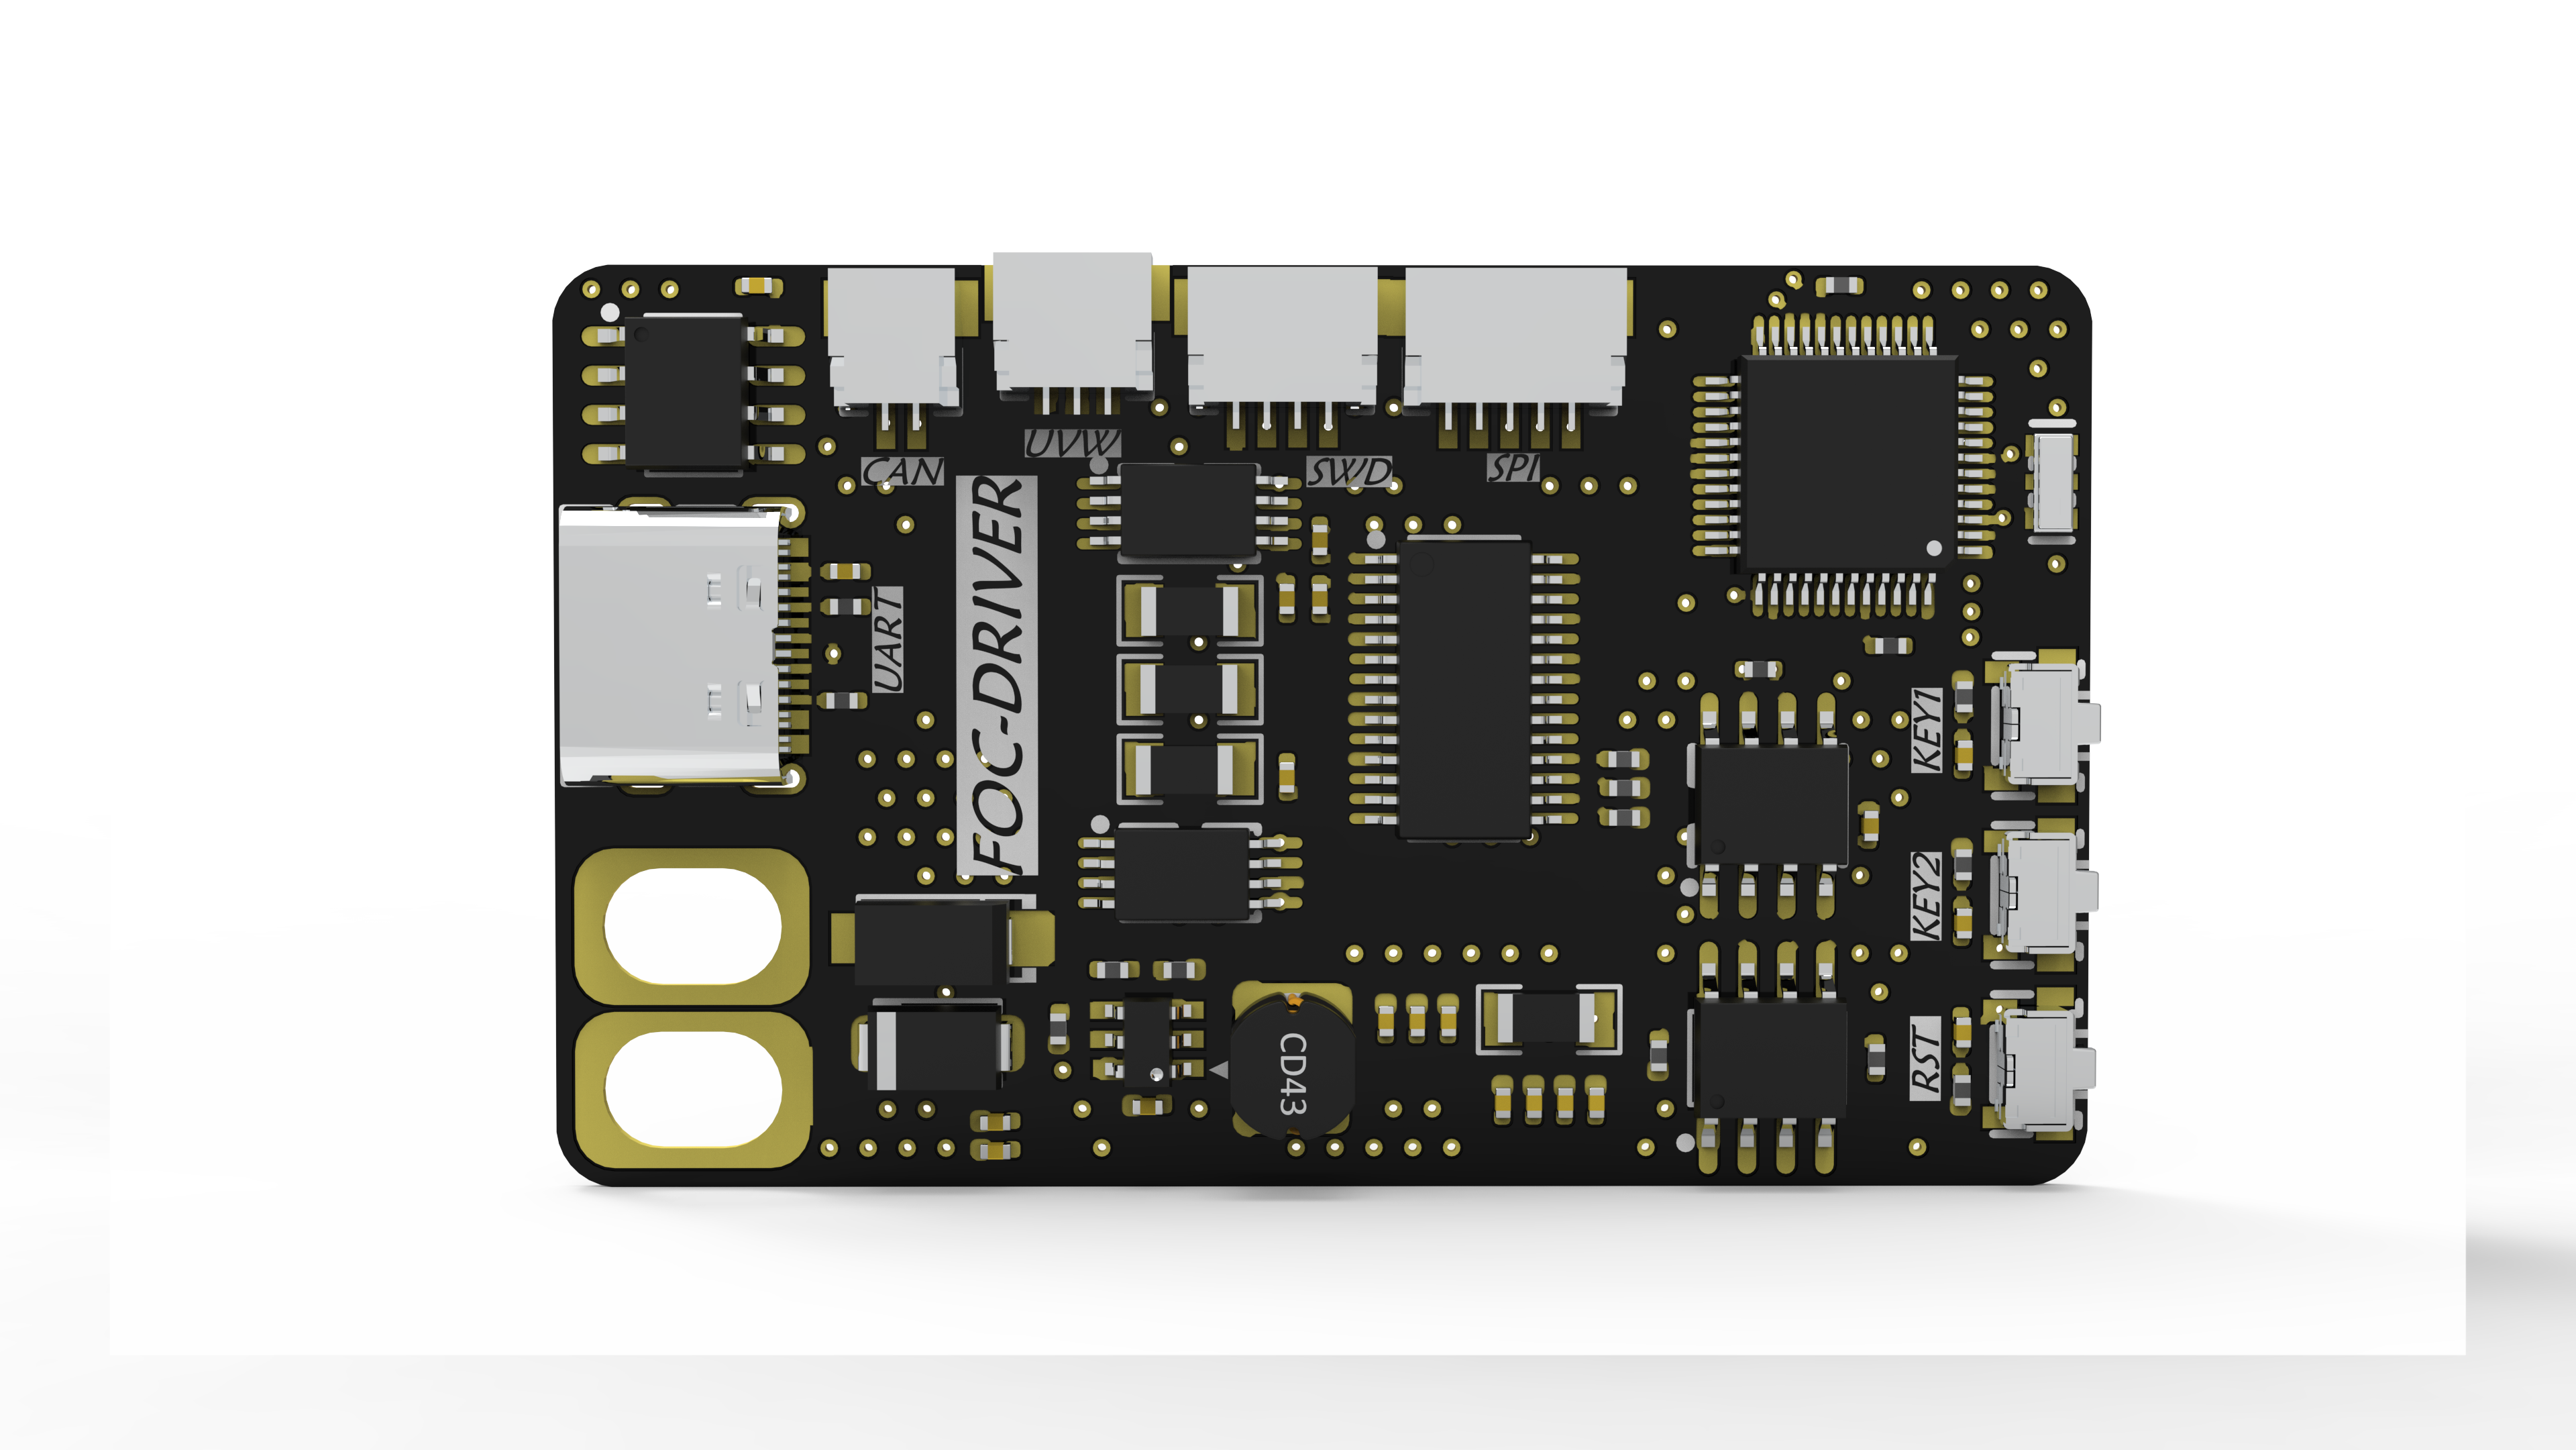 UVW
CAN
SWD
SPI
FOC-DRIVER
UART
KEY1
KEY2
RST
CD43